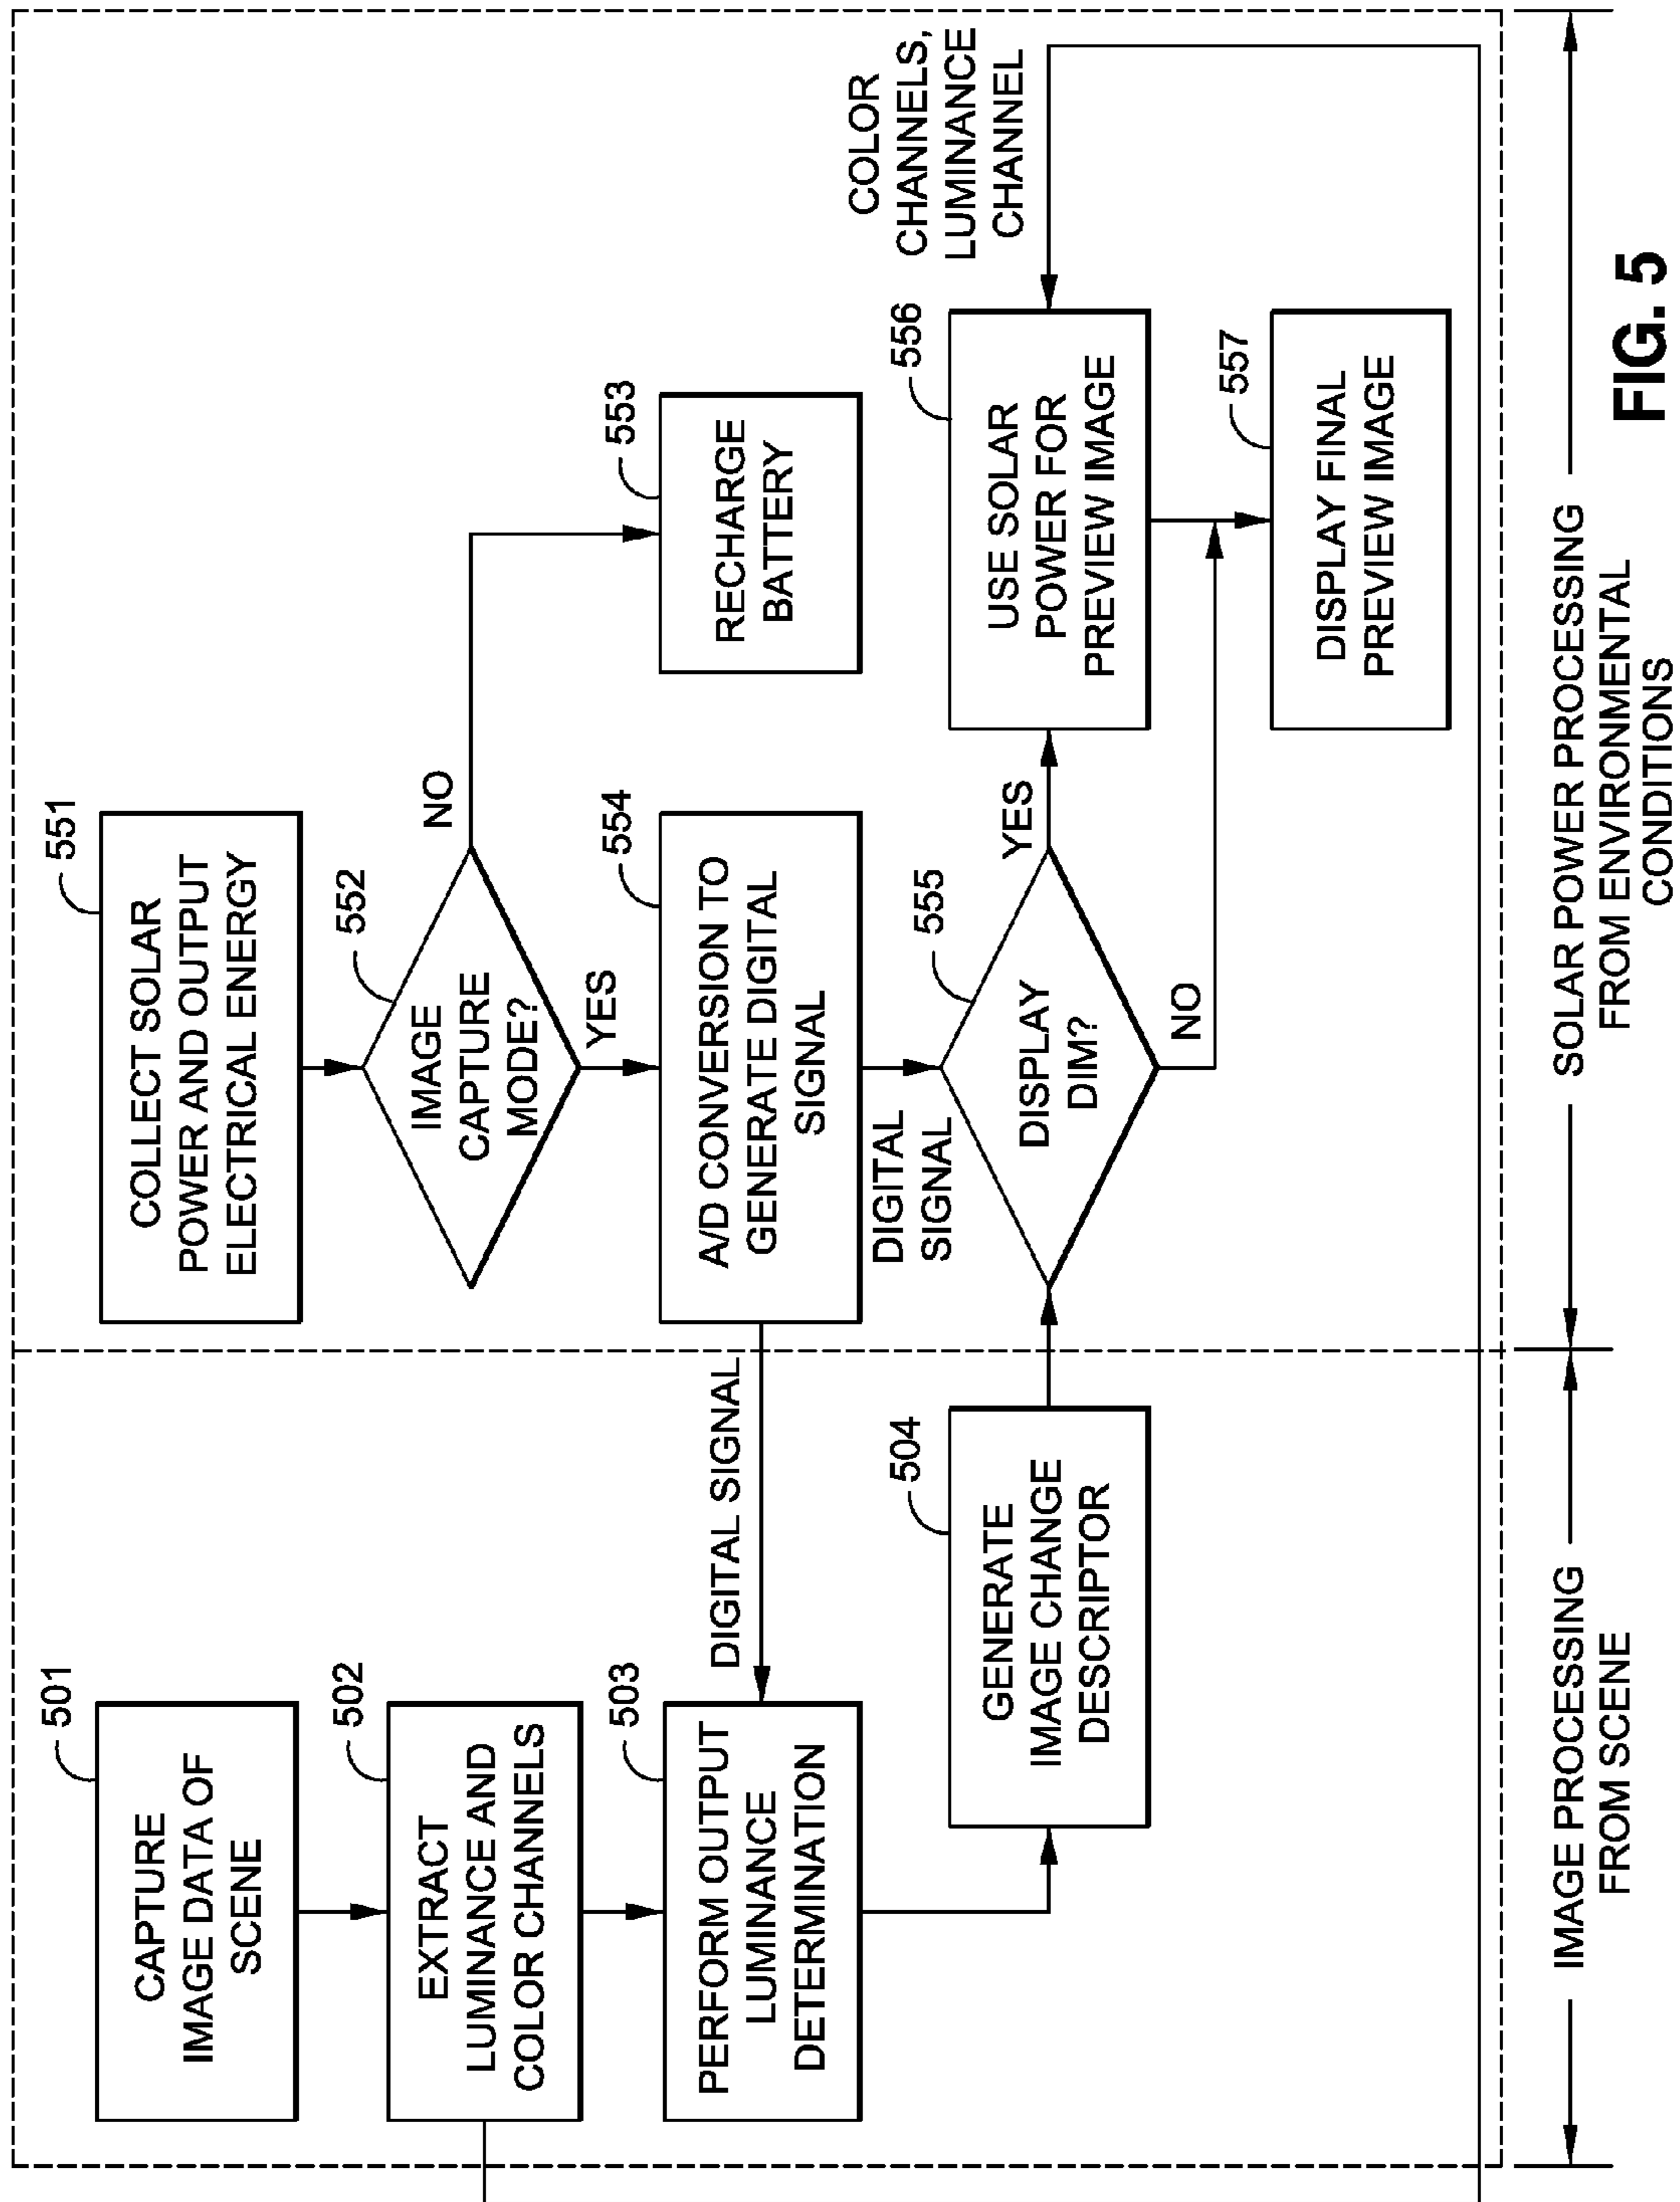 501
CAPTURE
IMAGE DATA OF
SCENE
502
EXTRACT
LUMINANCE AND
COLOR CHANNELS
503
PERFORM OUTPUT
LUMINANCE
DETERMINATION
DIGITAL SIGNAL
504
GENERATE
IMAGE CHANGE
DESCRIPTOR
551
COLLECT SOLAR
POWER AND OUTPUT
ELECTRICAL ENERGY
552
IMAGE
CAPTURE
MODE?
NO
YES
553
RECHARGE
BATTERY
554
A/D CONVERSION TO
GENERATE DIGITAL
SIGNAL
DIGITAL
SIGNAL
555
DISPLAY
DIM?
YES
NO
556
USE SOLAR
POWER FOR
PREVIEW IMAGE
COLOR
CHANNELS,
LUMINANCE
CHANNEL
557
DISPLAY FINAL
PREVIEW IMAGE
IMAGE PROCESSING
FROM SCENE
SOLAR POWER PROCESSING
FROM ENVIRONMENTAL
CONDITIONS
FIG. 5